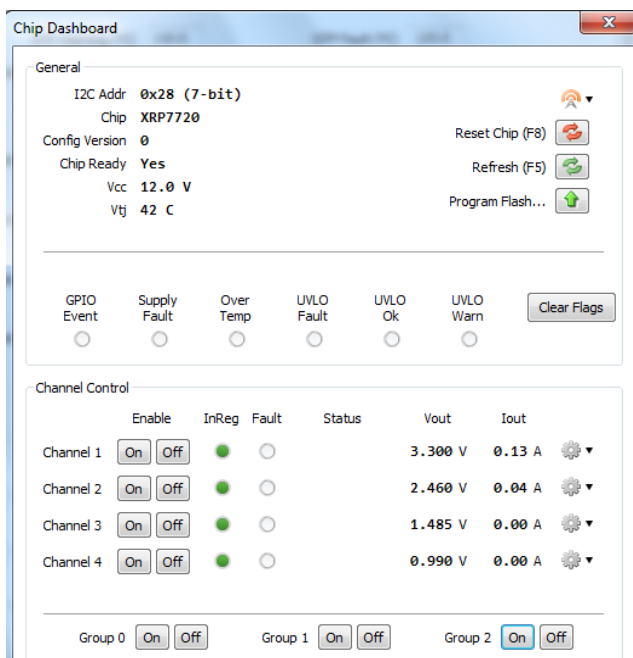 Chip Dashboard
General
I2C Addr 0x28 (7-bit)
Chip XRP7720
Config Version 0
Reset Chip (F8)
Chip Ready Yes
Refresh (F5)
Vcc 12.0 V
Vtj 42 C
Program Flash...
GPIO Event
Supply Fault
Over Temp
UVLO Fault
UVLO Ok
UVLO Warn
Clear Flags
Channel Control
Enable InReg Fault Status Vout Iout
Channel 1 On Off 3.300 V 0.13 A
Channel 2 On Off 2.460 V 0.04 A
Channel 3 On Off 1.485 V 0.00 A
Channel 4 On Off 0.990 V 0.00 A
Group 0 On Off Group 1 On Off Group 2 On Off